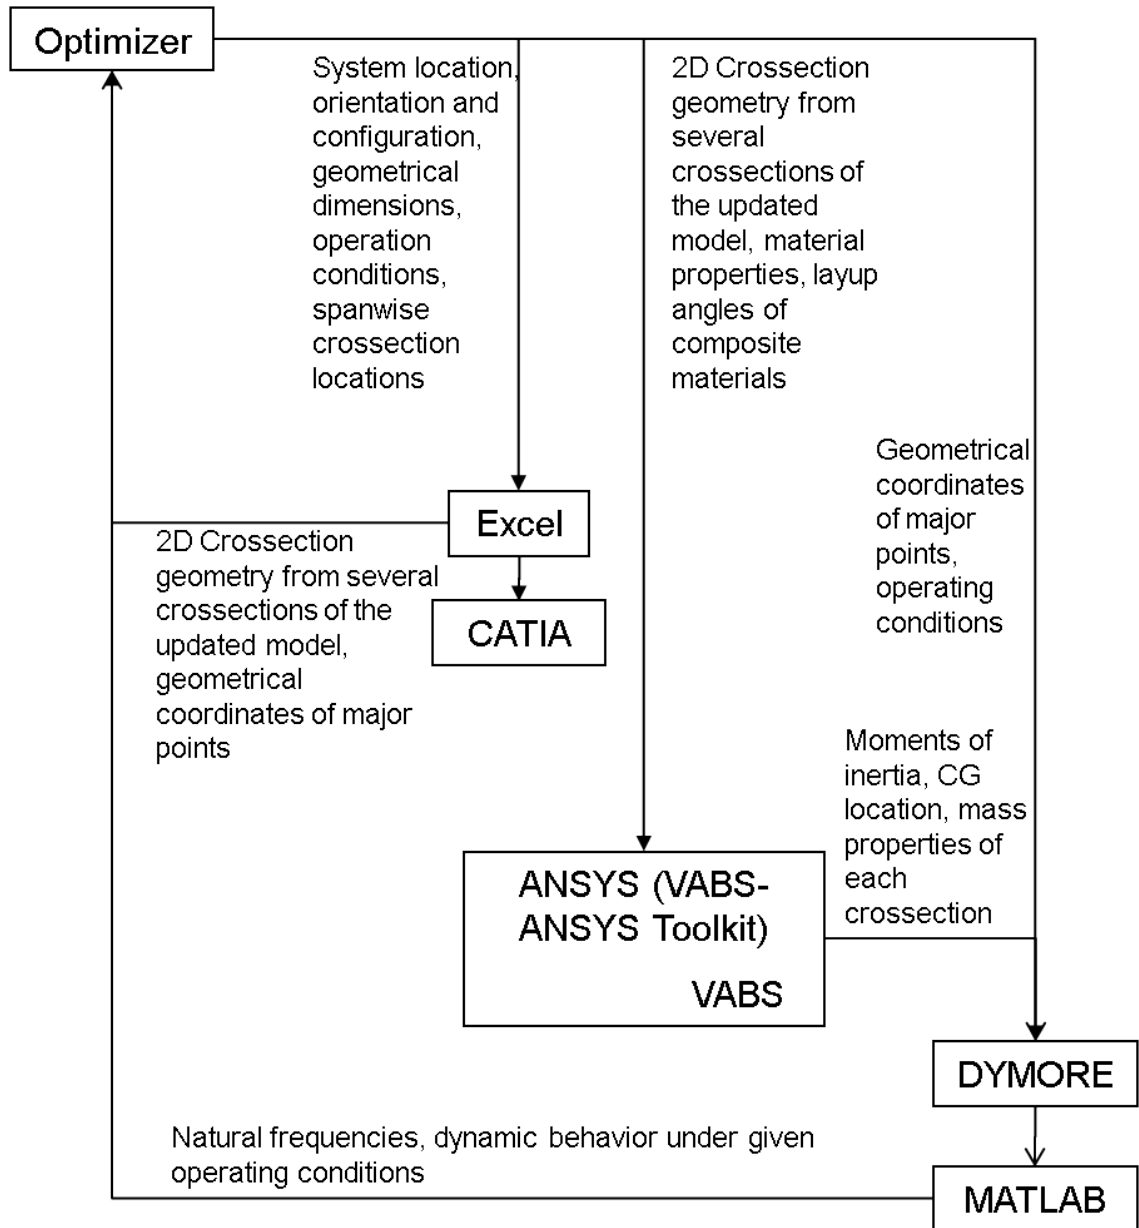 Optimizer
System location,
orientation and
configuration,
geometrical
dimensions,
operation
conditions,
spanwise
crossection
locations
2D Crossection
geometry from
several
crossections of
the updated
model, material
properties, layup
angles of
composite
materials
Geometrical
coordinates
of major
points,
operating
conditions
Excel
2D Crossection
geometry from several
crossections of the
updated model,
geometrical
coordinates of major
points
CATIA
Moments of
inertia, CG
location, mass
properties of
each
crossection
ANSYS (VABS-
ANSYS Toolkit)
VABS
DYMORE
Natural frequencies, dynamic behavior under given
operating conditions
MATLAB